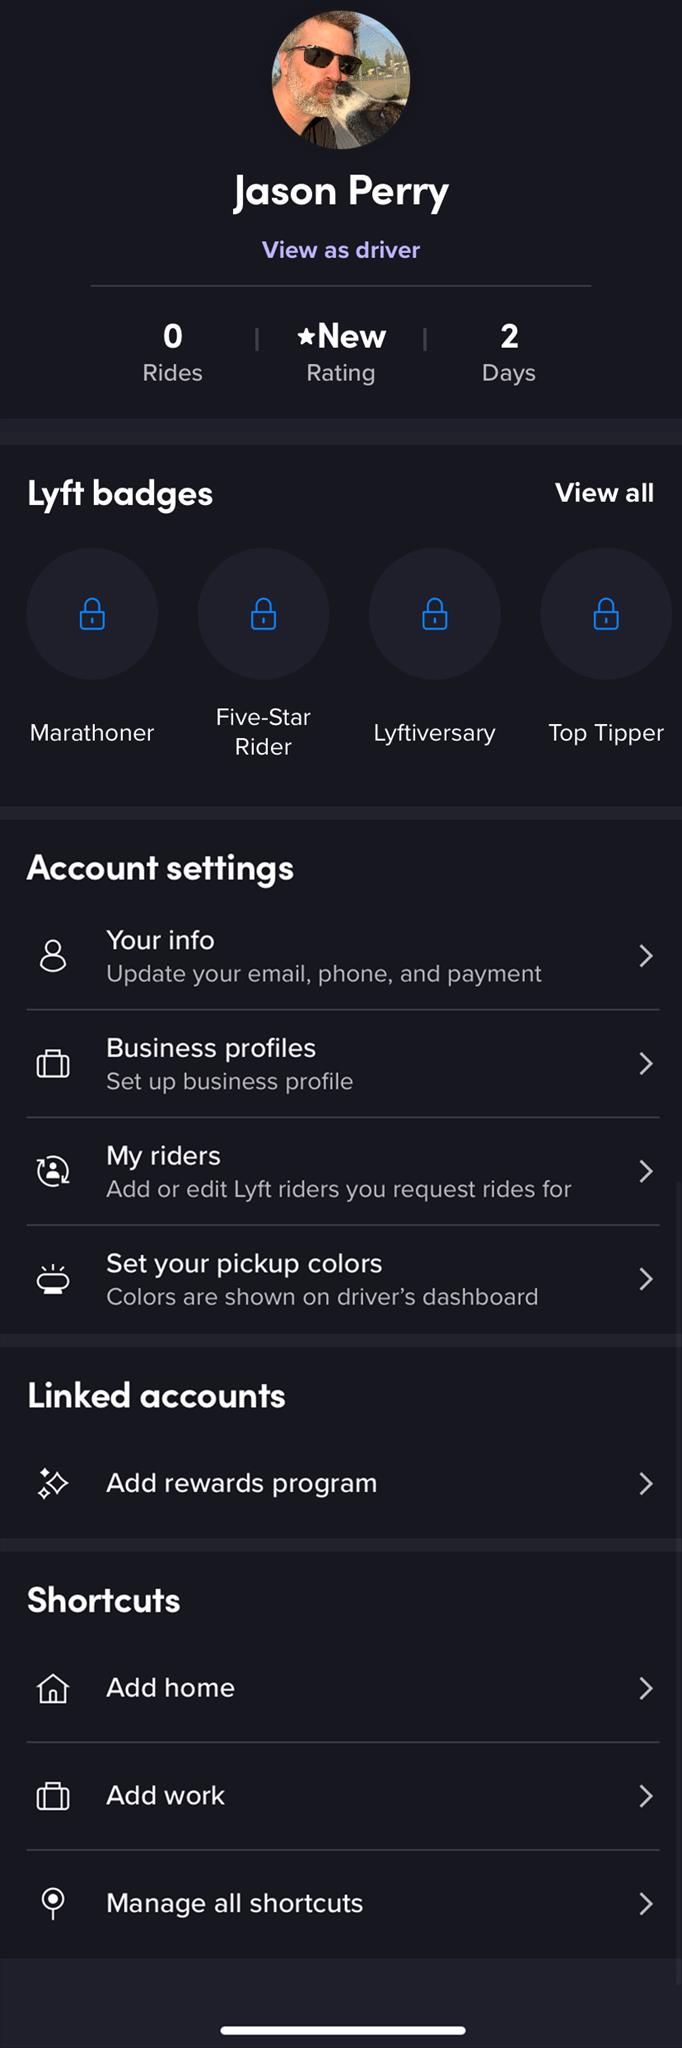 Jason Perry
View as driver
0 | ★New | 2
Rides Rating Days
Lyft badges View all
Marathoner Five-Star Rider Lyftiversary Top Tipper
Account settings
Your info
Update your email, phone, and payment
Business profiles
Set up business profile
My riders
Add or edit Lyft riders you request rides for
Set your pickup colors
Colors are shown on driver’s dashboard
Linked accounts
Add rewards program
Shortcuts
Add home
Add work
Manage all shortcuts